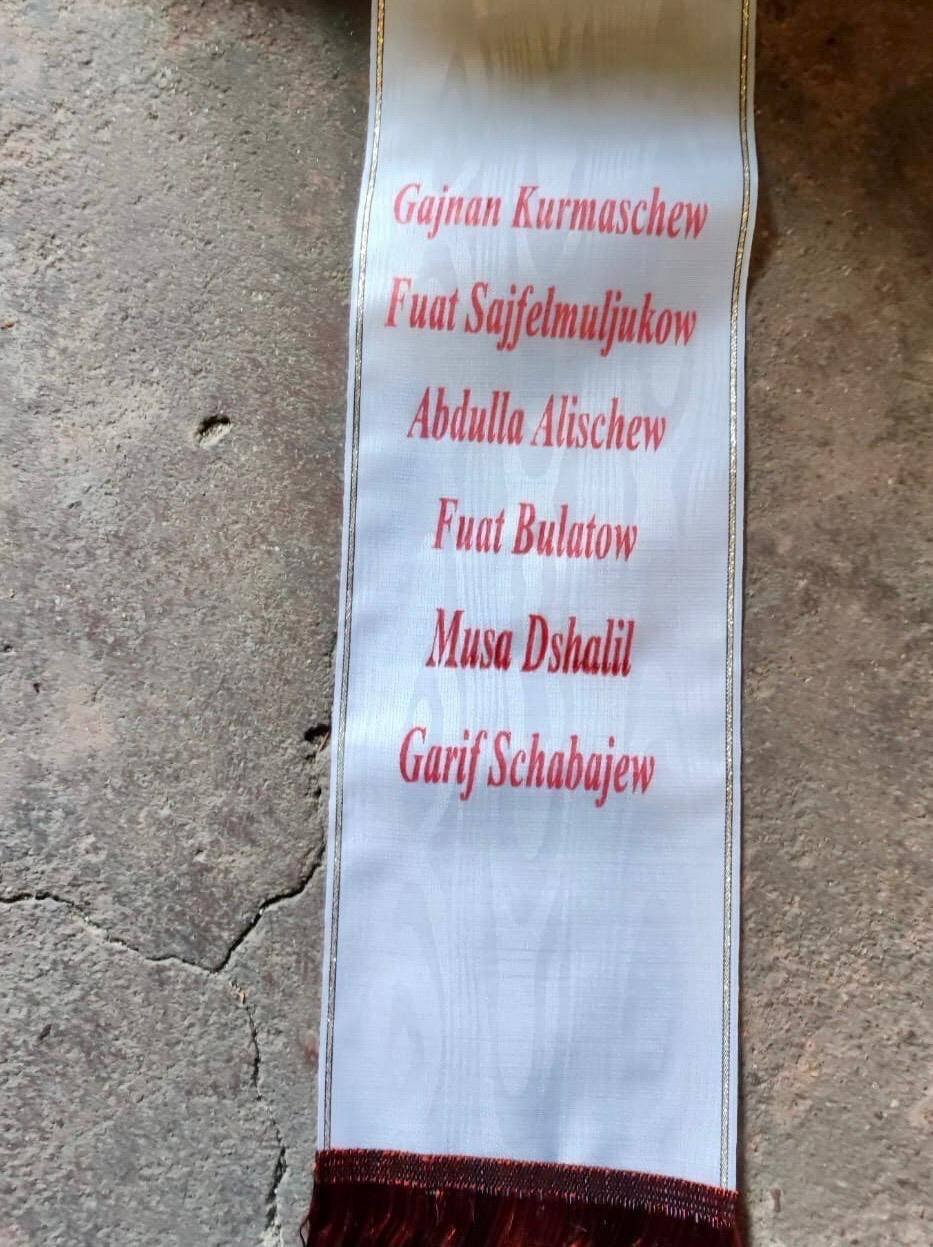 Gajnan Kurmaschew
Fuat Sajfelmuljukow
Abdulla Alischew
Fuat Bulatow
Musa Dshalil
Garif Schabajew